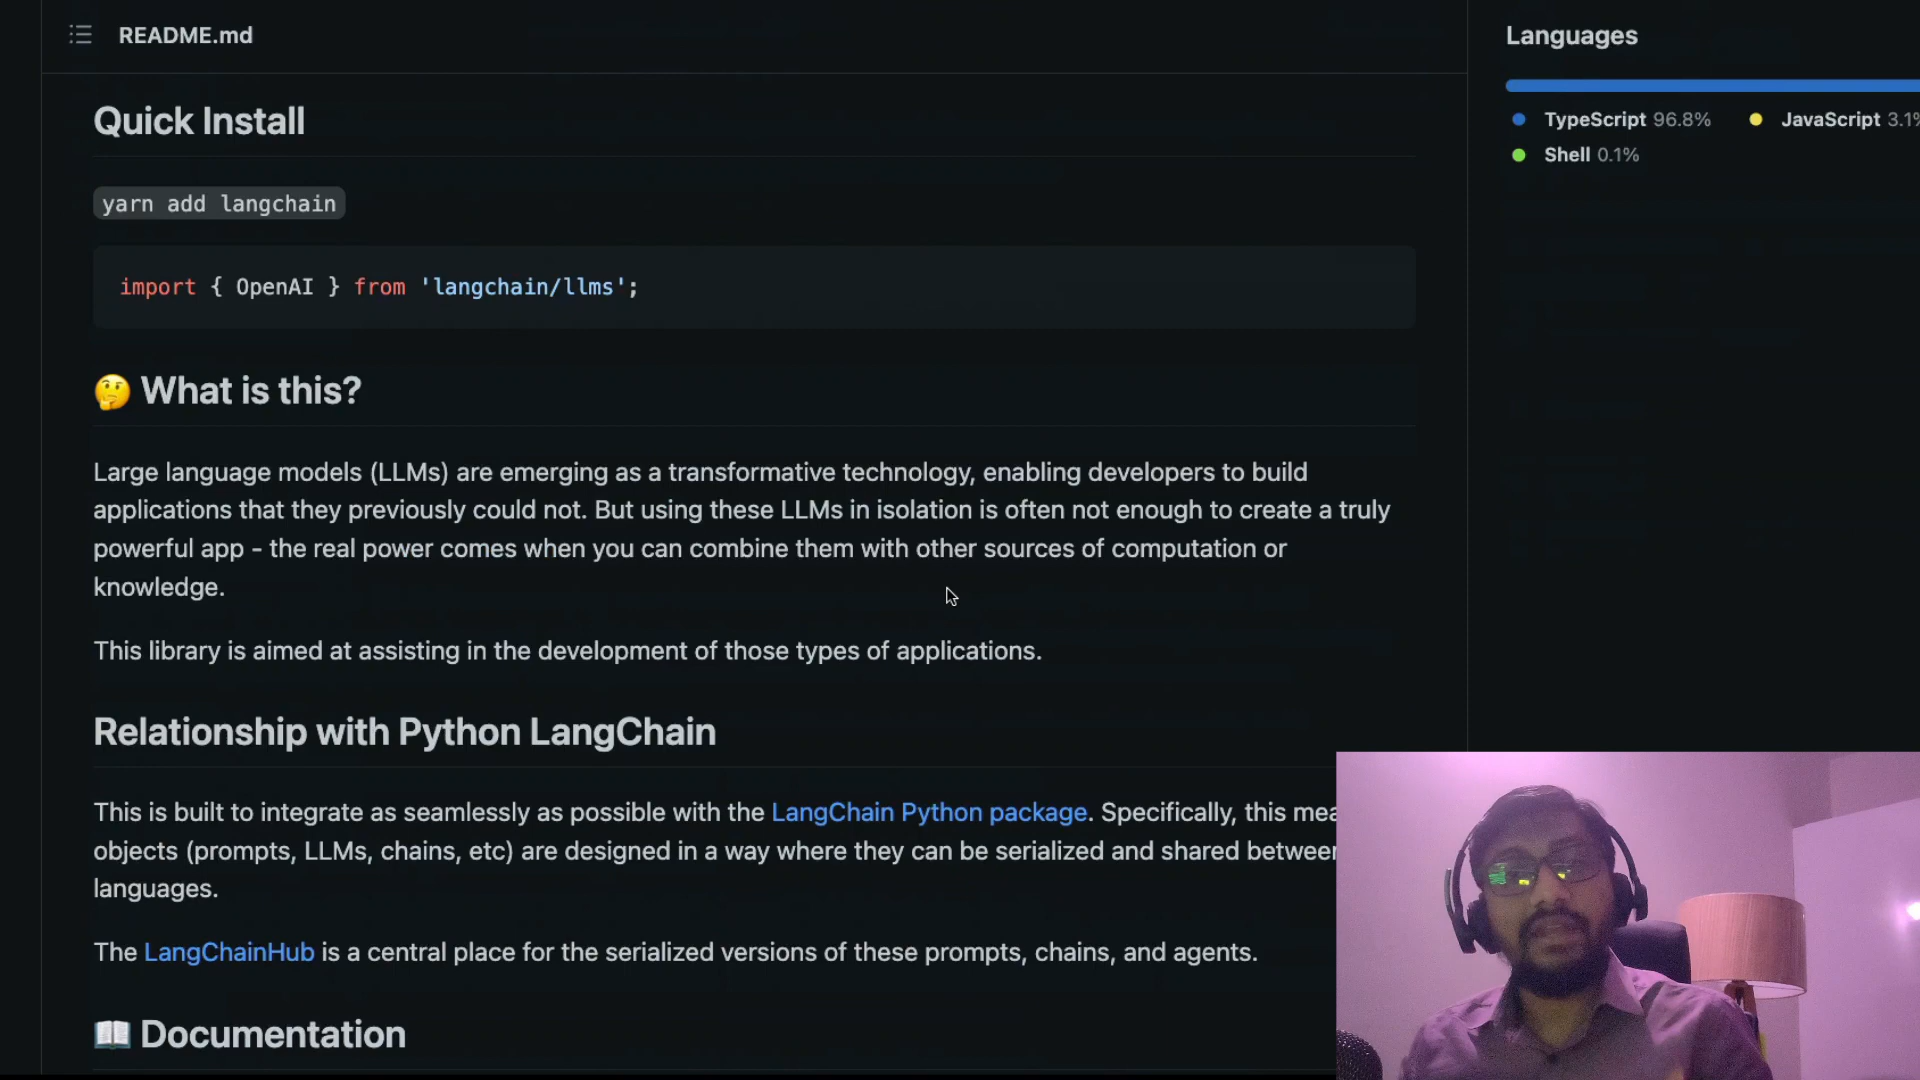 README.md
Languages
TypeScript 96.8% JavaScript 3.1%
Shell 0.1%
Quick Install
yarn add langchain
import { OpenAI } from 'langchain/llms';
🤔 What is this?
Large language models (LLMs) are emerging as a transformative technology, enabling developers to build
applications that they previously could not. But using these LLMs in isolation is often not enough to create a truly
powerful app - the real power comes when you can combine them with other sources of computation or
knowledge.
This library is aimed at assisting in the development of those types of applications.
Relationship with Python LangChain
This is built to integrate as seamlessly as possible with the LangChain Python package. Specifically, this
objects (prompts, LLMs, chains, etc) are designed in a way where they can be serialized and shared between
languages.
The LangChainHub is a central place for the serialized versions of these prompts, chains, and agents.
📖 Documentation